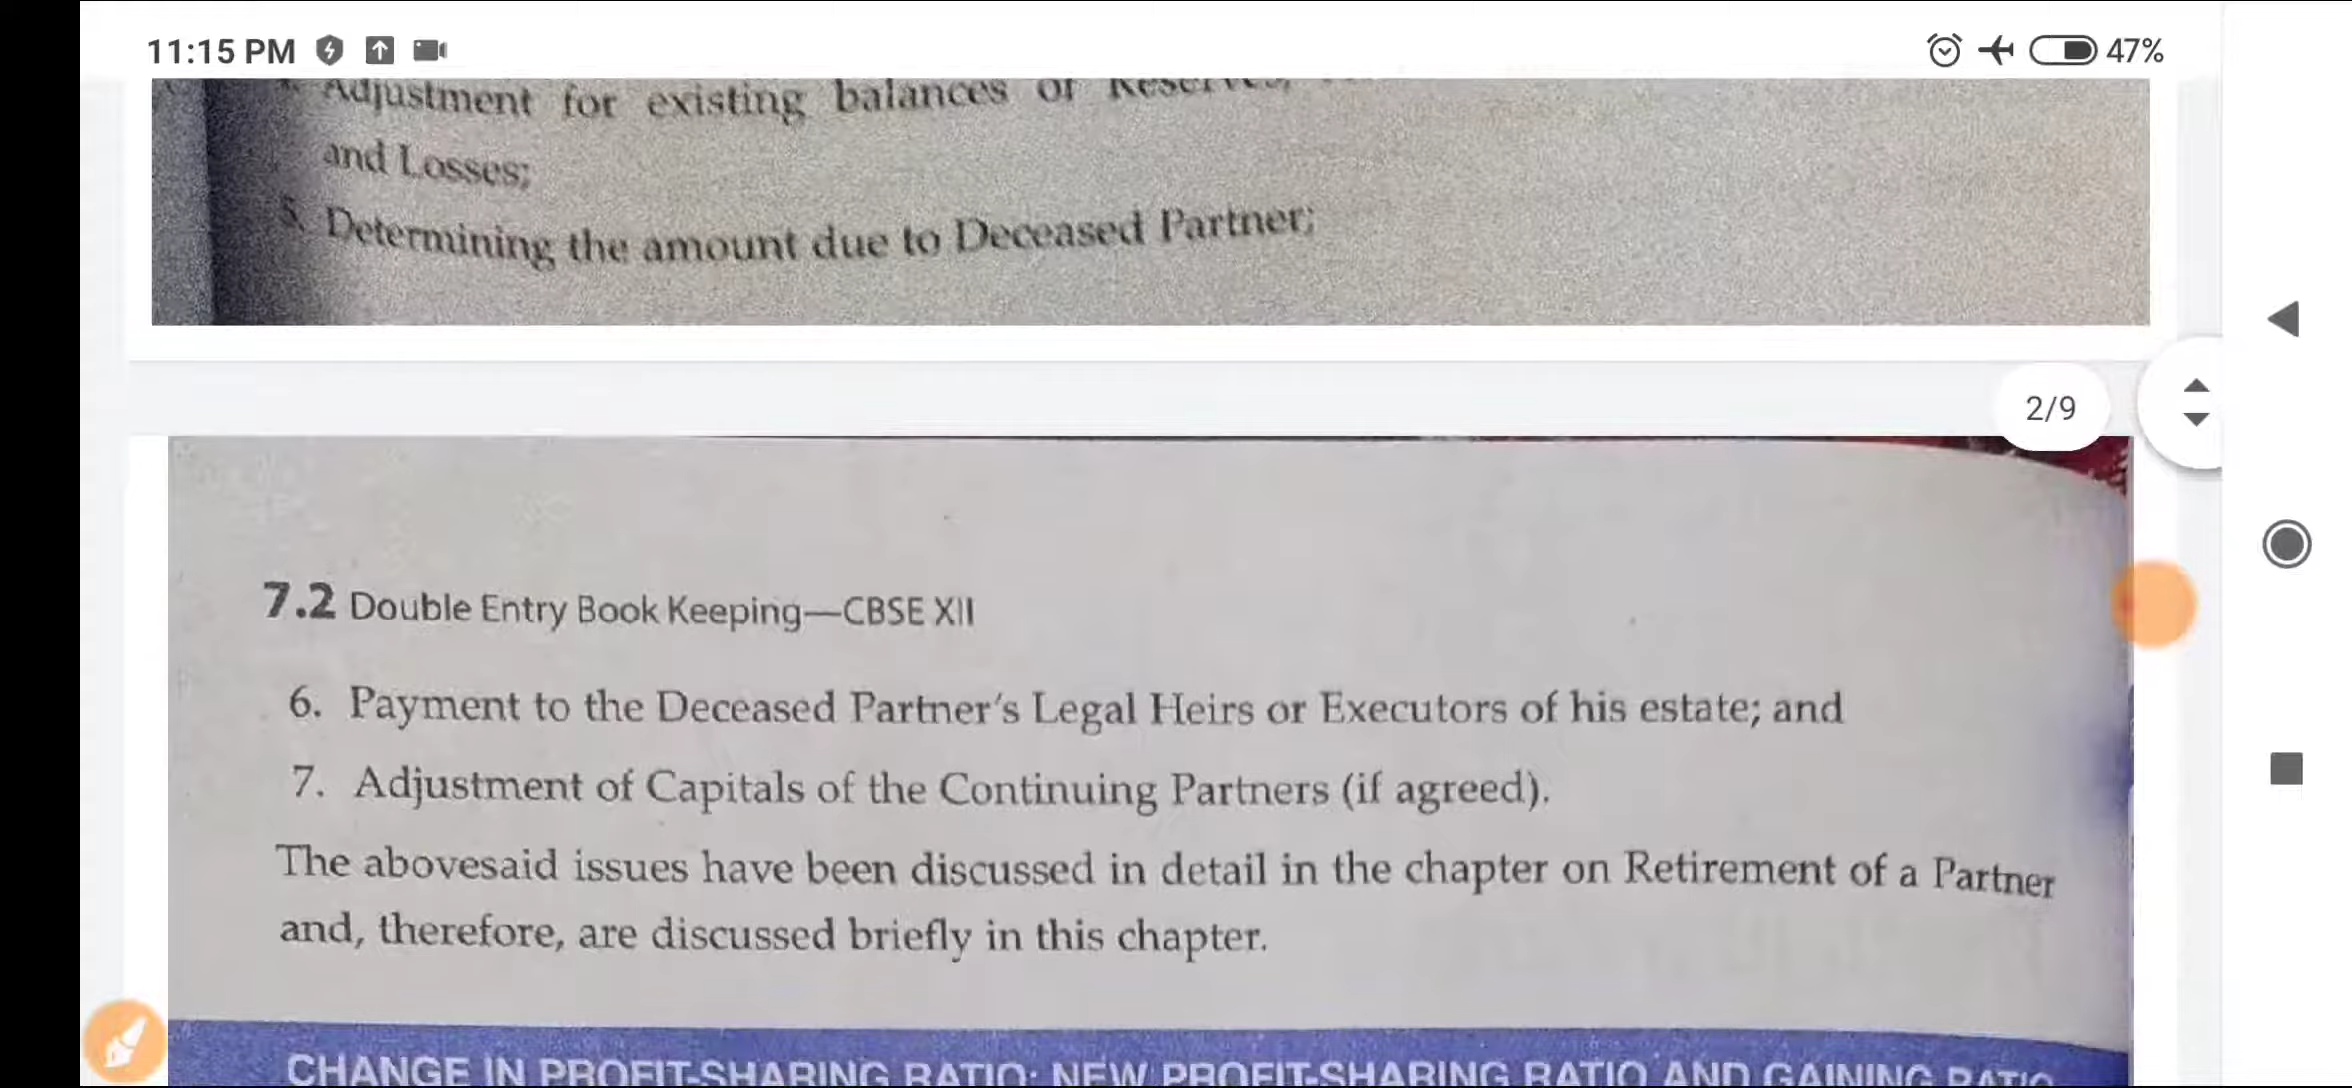 11:15 PM
47%
Adjustment for existing balances of Reserves,
and Losses;
5. Determining the amount due to Deceased Partner;
2/9
7.2 Double Entry Book Keeping—CBSE XII
6. Payment to the Deceased Partner's Legal Heirs or Executors of his estate; and
7. Adjustment of Capitals of the Continuing Partners (if agreed).
The abovesaid issues have been discussed in detail in the chapter on Retirement of a Partner
and, therefore, are discussed briefly in this chapter.
CHANGE IN PROFIT-SHARING RATIO: NEW PROFIT-SHARING RATIO AND GAINING RATIO